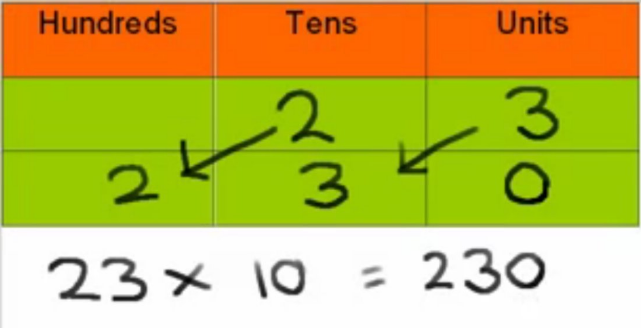 Hundreds Tens Units
2 3
2 3 0
23 × 10 = 230